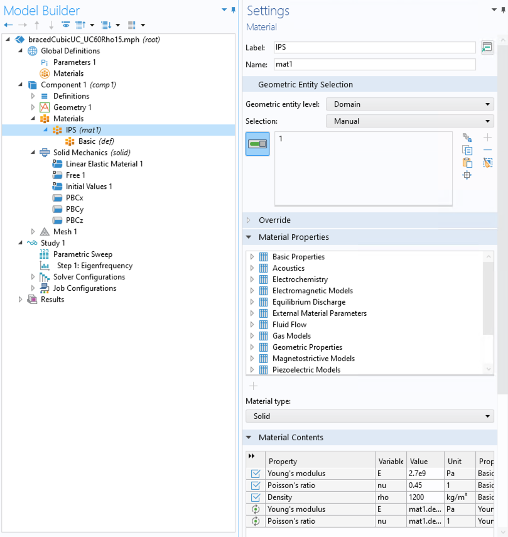 Model Builder
bracedCubicUC_UC60Rho15.mph (root)
Global Definitions
Parameters 1
Materials
Component 1 (comp1)
Definitions
Geometry 1
Materials
IPS (mat1)
Basic (def)
Solid Mechanics (solid)
Linear Elastic Material 1
Free 1
Initial Values 1
PBCx
PBCy
PBCz
Mesh 1
Study 1
Parametric Sweep
Step 1: Eigenfrequency
Solver Configurations
Job Configurations
Results
Settings
Material
Label: IPS
Name: mat1
Geometric Entity Selection
Geometric entity level: Domain
Selection: Manual
1
Override
Material Properties
Basic Properties
Acoustics
Electrochemistry
Electromagnetic Models
Equilibrium Discharge
External Material Parameters
Fluid Flow
Gas Models
Geometric Properties
Magnetostrictive Models
Piezoelectric Models
Material type:
Solid
Material Contents
Property Variable Value Unit Prop
Young's modulus E 2.7e9 Pa Basic
Poisson's ratio nu 0.45 1 Basic
Density rho 1200 kg/m³ Basic
Young's modulus E mat1.de... Pa Youn
Poisson's ratio nu mat1.de... 1 Youn